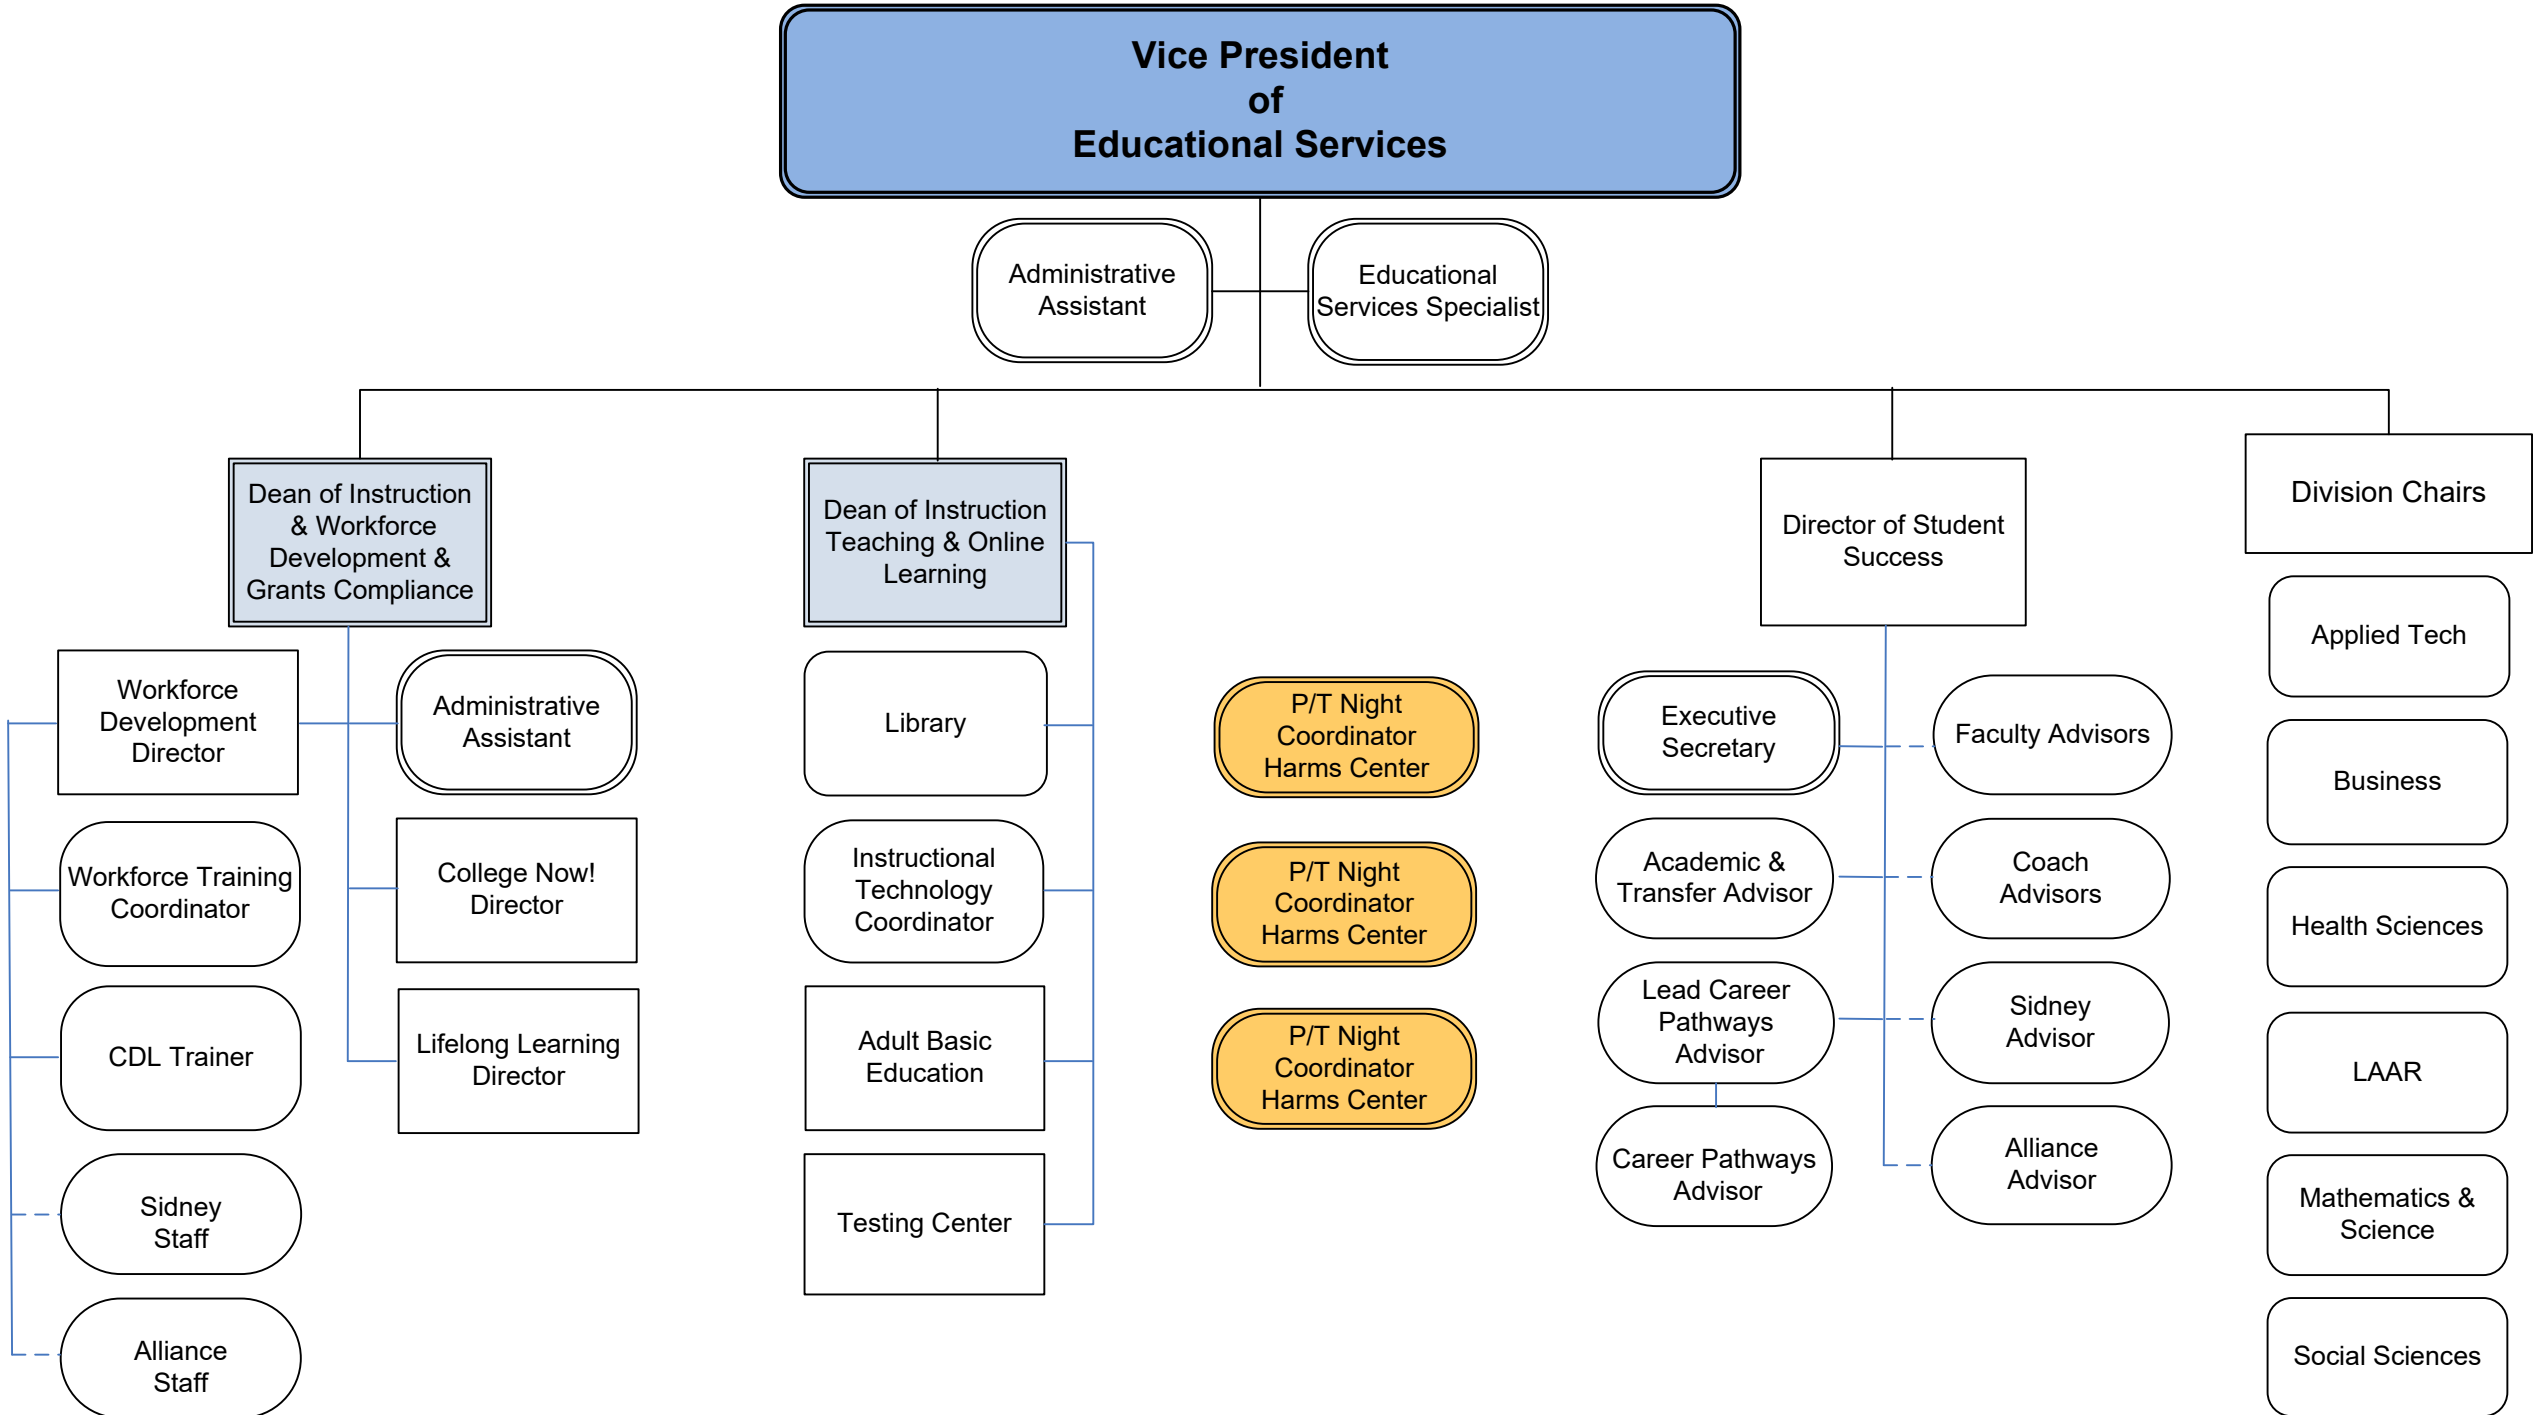 Vice President
of
Educational Services
Administrative
Assistant
Educational
Services Specialist
Dean of Instruction
& Workforce
Development &
Grants Compliance
Workforce
Development
Director
Administrative
Assistant
Workforce Training
Coordinator
College Now!
Director
CDL Trainer
Lifelong Learning
Director
Sidney
Staff
Alliance
Staff
Dean of Instruction
Teaching & Online
Learning
Library
Instructional
Technology
Coordinator
Adult Basic
Education
Testing Center
P/T Night
Coordinator
Harms Center
P/T Night
Coordinator
Harms Center
P/T Night
Coordinator
Harms Center
Director of Student
Success
Executive
Secretary
Faculty Advisors
Academic &
Transfer Advisor
Coach
Advisors
Lead Career
Pathways
Advisor
Sidney
Advisor
Career Pathways
Advisor
Alliance
Advisor
Division Chairs
Applied Tech
Business
Health Sciences
LAAR
Mathematics &
Science
Social Sciences